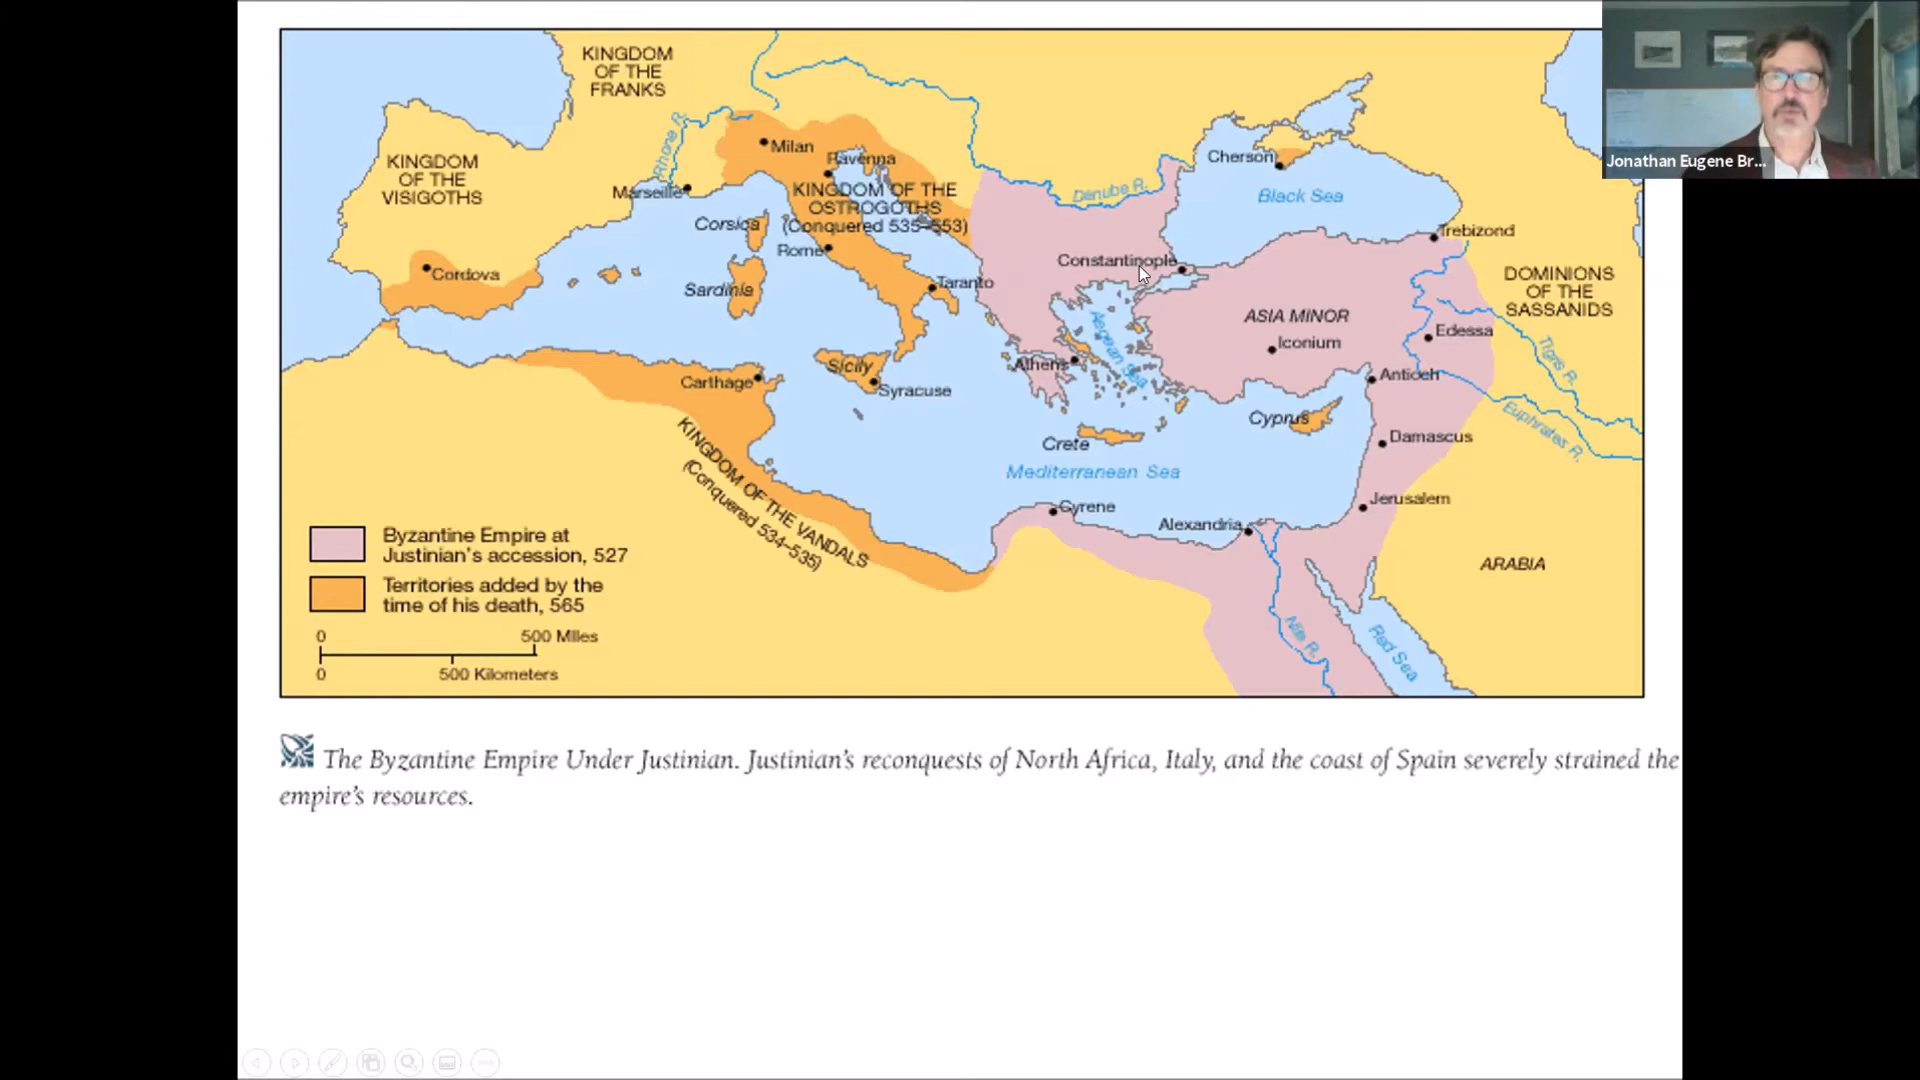 KINGDOM
OF THE
FRANKS
Jonathan Eugene Br...
KINGDOM
OF THE
VISIGOTHS
Rhone R.
Milan
Ravenna
Marseille
KINGDOM OF THE
OSTROGOTHS
(Conquered 535–553)
Danube R.
Cherson
Black Sea
Corsica
Rome
Trebizond
Constantinople
Cordova
Sardinia
Taranto
DOMINIONS
OF THE
SASSANIDS
ASIA MINOR
Iconium
Edessa
Tigris R.
Aegean Sea
Athens
Antioch
Sicily
Carthage
Syracuse
Cyprus
Euphrates R.
Crete
Damascus
Mediterranean Sea
KINGDOM OF THE VANDALS
(Conquered 534–535)
Cyrene
Alexandria
Jerusalem
ARABIA
Nile R.
Red Sea
Byzantine Empire at
Justinian's accession, 527
Territories added by the
time of his death, 565
0 500 Miles
0 500 Kilometers
The Byzantine Empire Under Justinian. Justinian's reconquests of North Africa, Italy, and the coast of Spain severely strained the
empire's resources.